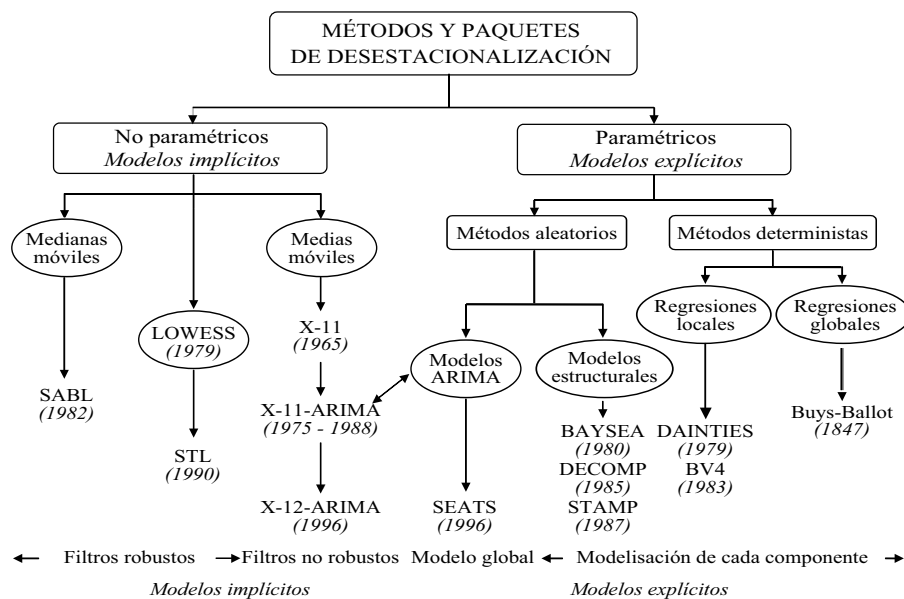 MÉTODOS Y PAQUETES
DE DESESTACIONALIZACIÓN
No paramétricos
Modelos implícitos
Paramétricos
Modelos explícitos
Medianas
móviles
Medias
móviles
Métodos aleatorios
Métodos deterministas
LOWESS
(1979)
X-11
(1965)
Modelos
ARIMA
Modelos
estructurales
Regresiones
locales
Regresiones
globales
SABL
(1982)
X-11-ARIMA
(1975 - 1988)
STL
(1990)
BAYSEA
(1980)
DECOMP
(1985)
STAMP
(1987)
DAINTIES
(1979)
BV4
(1983)
Buys-Ballot
(1847)
X-12-ARIMA
(1996)
SEATS
(1996)
Filtros robustos
Filtros no robustos
Modelo global
Modelisación de cada componente
Modelos implícitos
Modelos explícitos